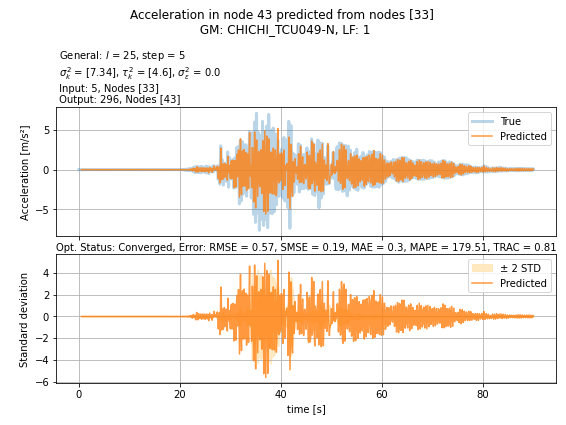 Acceleration in node 43 predicted from nodes [33]
GM: CHICHI_TCU049-N, LF: 1
General: l = 25, step = 5
σ²ₖ = [7.34], τ²ₖ = [4.6], σ²ₑ = 0.0
Input: 5, Nodes [33]
Output: 296, Nodes [43]
Acceleration [m/s²]
5
0
−5
True
Predicted
Opt. Status: Converged, Error: RMSE = 0.57, SMSE = 0.19, MAE = 0.3, MAPE = 179.51, TRAC = 0.81
Standard deviation
4
2
0
−2
−4
−6
± 2 STD
Predicted
0 20 40 60 80
time [s]